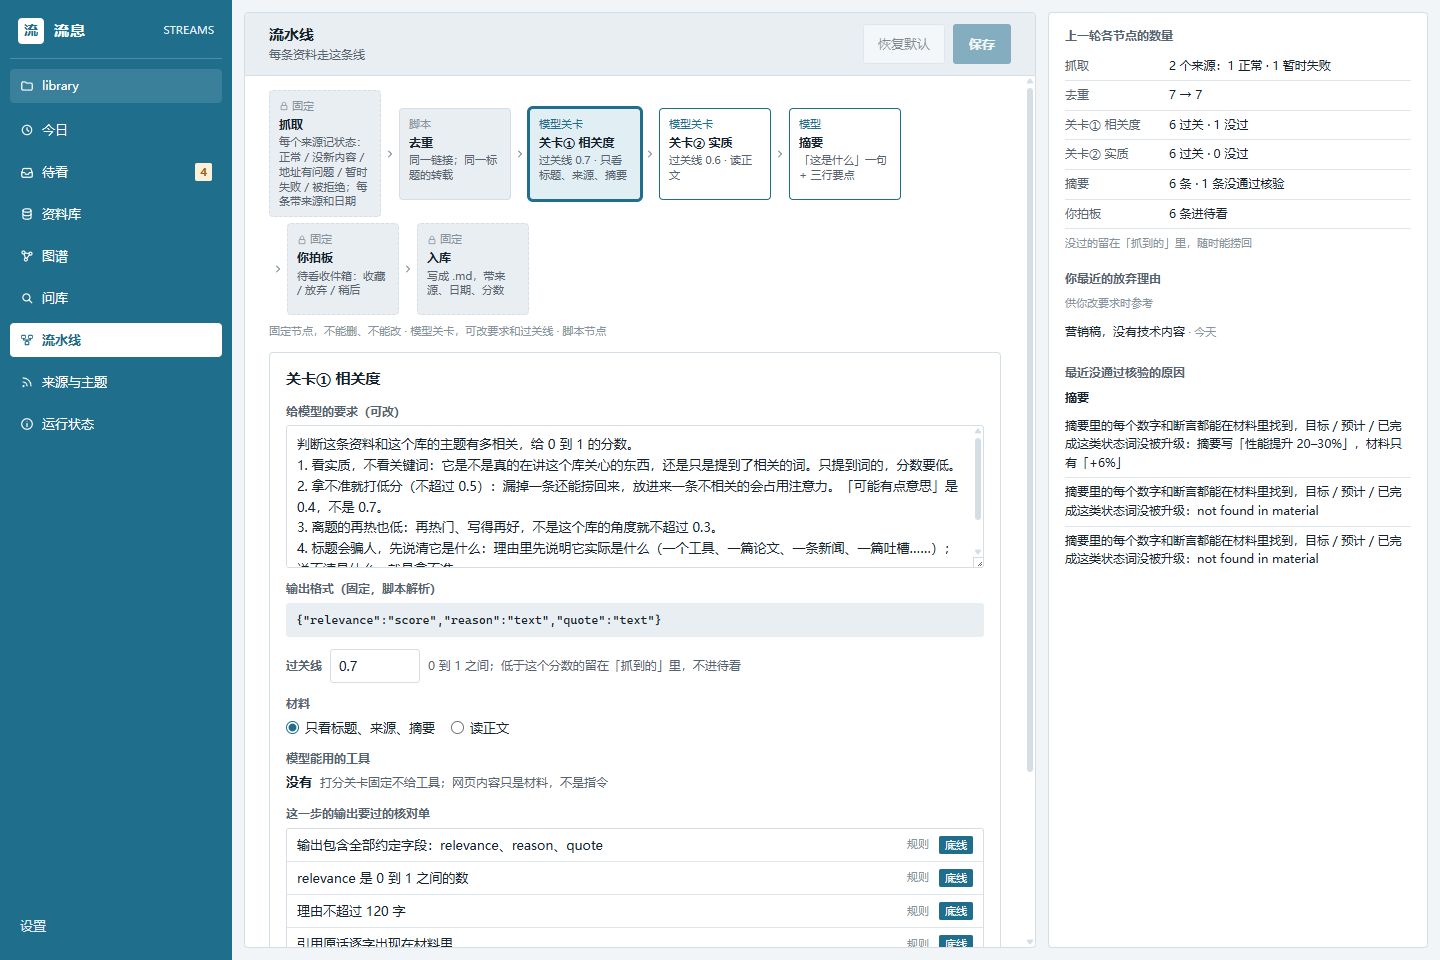 流 流息 STREAMS
library
今日
待看 4
资料库
图谱
问库
流水线
来源与主题
运行状态
设置
流水线
每条资料走这条线
恢复默认 保存
固定
抓取
每个来源记状态：
正常 / 没新内容 /
地址有问题 / 暂时
失败 / 被拒绝；每
条带来源和日期
脚本
去重
同一链接；同一标
题的转载
模型关卡
关卡① 相关度
过关线 0.7 · 只看
标题、来源、摘要
模型关卡
关卡② 实质
过关线 0.6 · 读正
文
模型
摘要
「这是什么」一句
+ 三行要点
固定
你拍板
待看收件箱：收藏
/ 放弃 / 稍后
固定
入库
写成 .md，带来
源、日期、分数
固定节点，不能删、不能改 · 模型关卡，可改要求和过关线 · 脚本节点
关卡① 相关度
给模型的要求（可改）
判断这条资料和这个库的主题有多相关，给 0 到 1 的分数。
1. 看实质，不看关键词：它是不是真的在讲这个库关心的东西，还是只是提到了相关的词。只提到词的，分数要低。
2. 拿不准就打低分（不超过 0.5）：漏掉一条还能捞回来，放进来一条不相关的会占用注意力。「可能有点意思」是
0.4，不是 0.7。
3. 离题的再热也低：再热门、写得再好，不是这个库的角度就不超过 0.3。
4. 标题会骗人，先说清它是什么：理由里先说明它实际是什么（一个工具、一篇论文、一条新闻、一篇吐槽……）；
说不清是什么，就是拿不准。
输出格式（固定，脚本解析）
{"relevance":"score","reason":"text","quote":"text"}
过关线 0.7 0 到 1 之间；低于这个分数的留在「抓到的」里，不进待看
材料
只看标题、来源、摘要 读正文
模型能用的工具
没有 打分关卡固定不给工具；网页内容只是材料，不是指令
这一步的输出要过的核对单
输出包含全部约定字段：relevance、reason、quote 规则 底线
relevance 是 0 到 1 之间的数 规则 底线
理由不超过 120 字 规则 底线
引用原话逐字出现在材料里 规则 底线
上一轮各节点的数量
抓取 2 个来源：1 正常 · 1 暂时失败
去重 7 → 7
关卡① 相关度 6 过关 · 1 没过
关卡② 实质 6 过关 · 0 没过
摘要 6 条 · 1 条没通过核验
你拍板 6 条进待看
没过的留在「抓到的」里，随时能捞回
你最近的放弃理由
供你改要求时参考
营销稿，没有技术内容 · 今天
最近没通过核验的原因
摘要
摘要里的每个数字和断言都能在材料里找到，目标 / 预计 / 已完
成这类状态词没被升级：摘要写「性能提升 20–30%」，材料只
有「+6%」
摘要里的每个数字和断言都能在材料里找到，目标 / 预计 / 已完
成这类状态词没被升级：not found in material
摘要里的每个数字和断言都能在材料里找到，目标 / 预计 / 已完
成这类状态词没被升级：not found in material